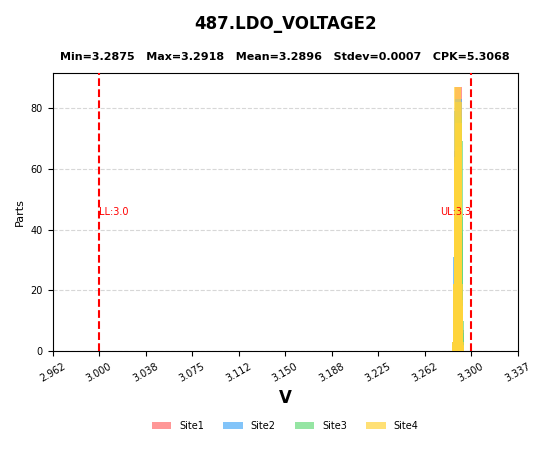 487.LDO_VOLTAGE2
Min=3.2875   Max=3.2918   Mean=3.2896   Stdev=0.0007   CPK=5.3068
Parts
80
60
40
20
0
LL:3.0
UL:3.3
2.962 3.000 3.038 3.075 3.112 3.150 3.188 3.225 3.262 3.300 3.337
V
Site1 Site2 Site3 Site4